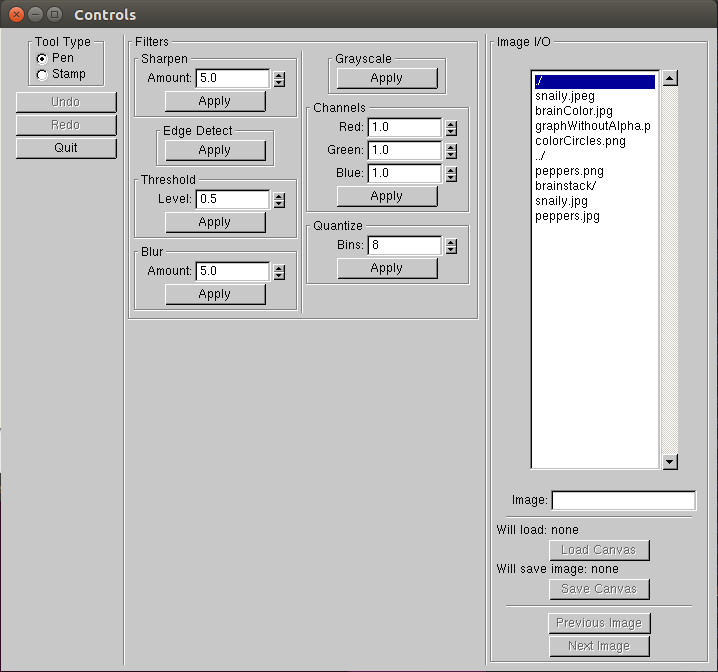 Controls
Tool Type
Pen
Stamp
Undo
Redo
Quit
Filters
Sharpen
Amount: 5.0
Apply
Edge Detect
Apply
Threshold
Level: 0.5
Apply
Blur
Amount: 5.0
Apply
Grayscale
Apply
Channels
Red: 1.0
Green: 1.0
Blue: 1.0
Apply
Quantize
Bins: 8
Apply
Image I/O
./
snaily.jpeg
brainColor.jpg
graphWithoutAlpha.p
colorCircles.png
../
peppers.png
brainstack/
snaily.jpg
peppers.jpg
Image:
Will load: none
Load Canvas
Will save image: none
Save Canvas
Previous Image
Next Image